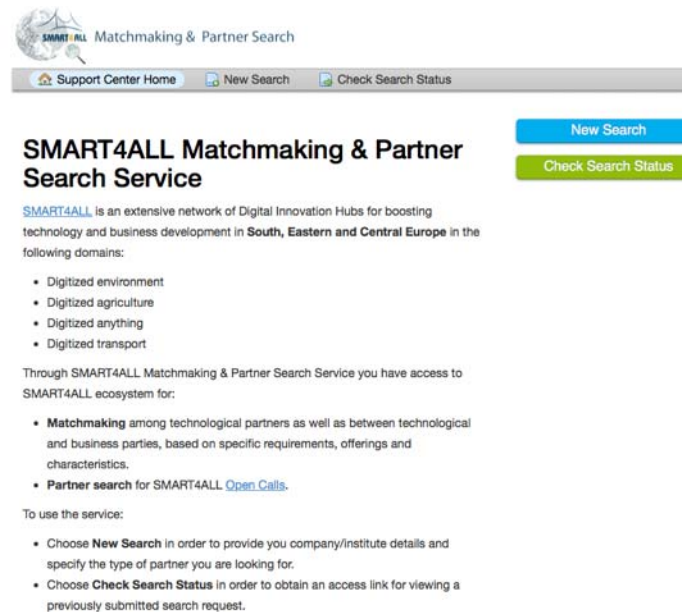 SMART4ALL Matchmaking & Partner Search
Support Center Home New Search Check Search Status
New Search
Check Search Status
SMART4ALL Matchmaking & Partner
Search Service
SMART4ALL is an extensive network of Digital Innovation Hubs for boosting
technology and business development in South, Eastern and Central Europe in the
following domains:
• Digitized environment
• Digitized agriculture
• Digitized anything
• Digitized transport
Through SMART4ALL Matchmaking & Partner Search Service you have access to
SMART4ALL ecosystem for:
• Matchmaking among technological partners as well as between technological
and business parties, based on specific requirements, offerings and
characteristics.
• Partner search for SMART4ALL Open Calls.
To use the service:
• Choose New Search in order to provide you company/institute details and
specify the type of partner you are looking for.
• Choose Check Search Status in order to obtain an access link for viewing a
previously submitted search request.